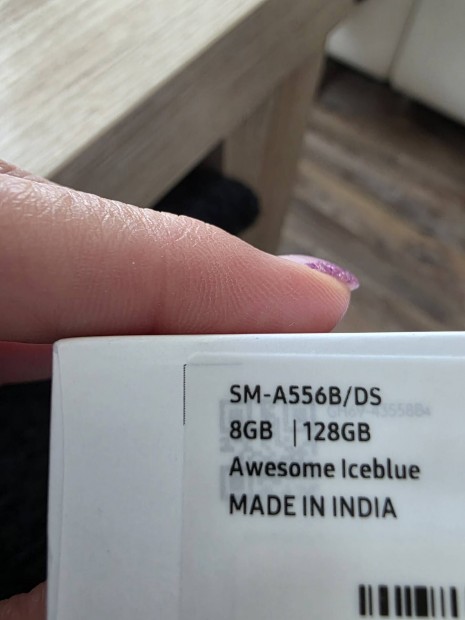 SM-A556B/DS
8GB | 128GB
Awesome Iceblue
MADE IN INDIA